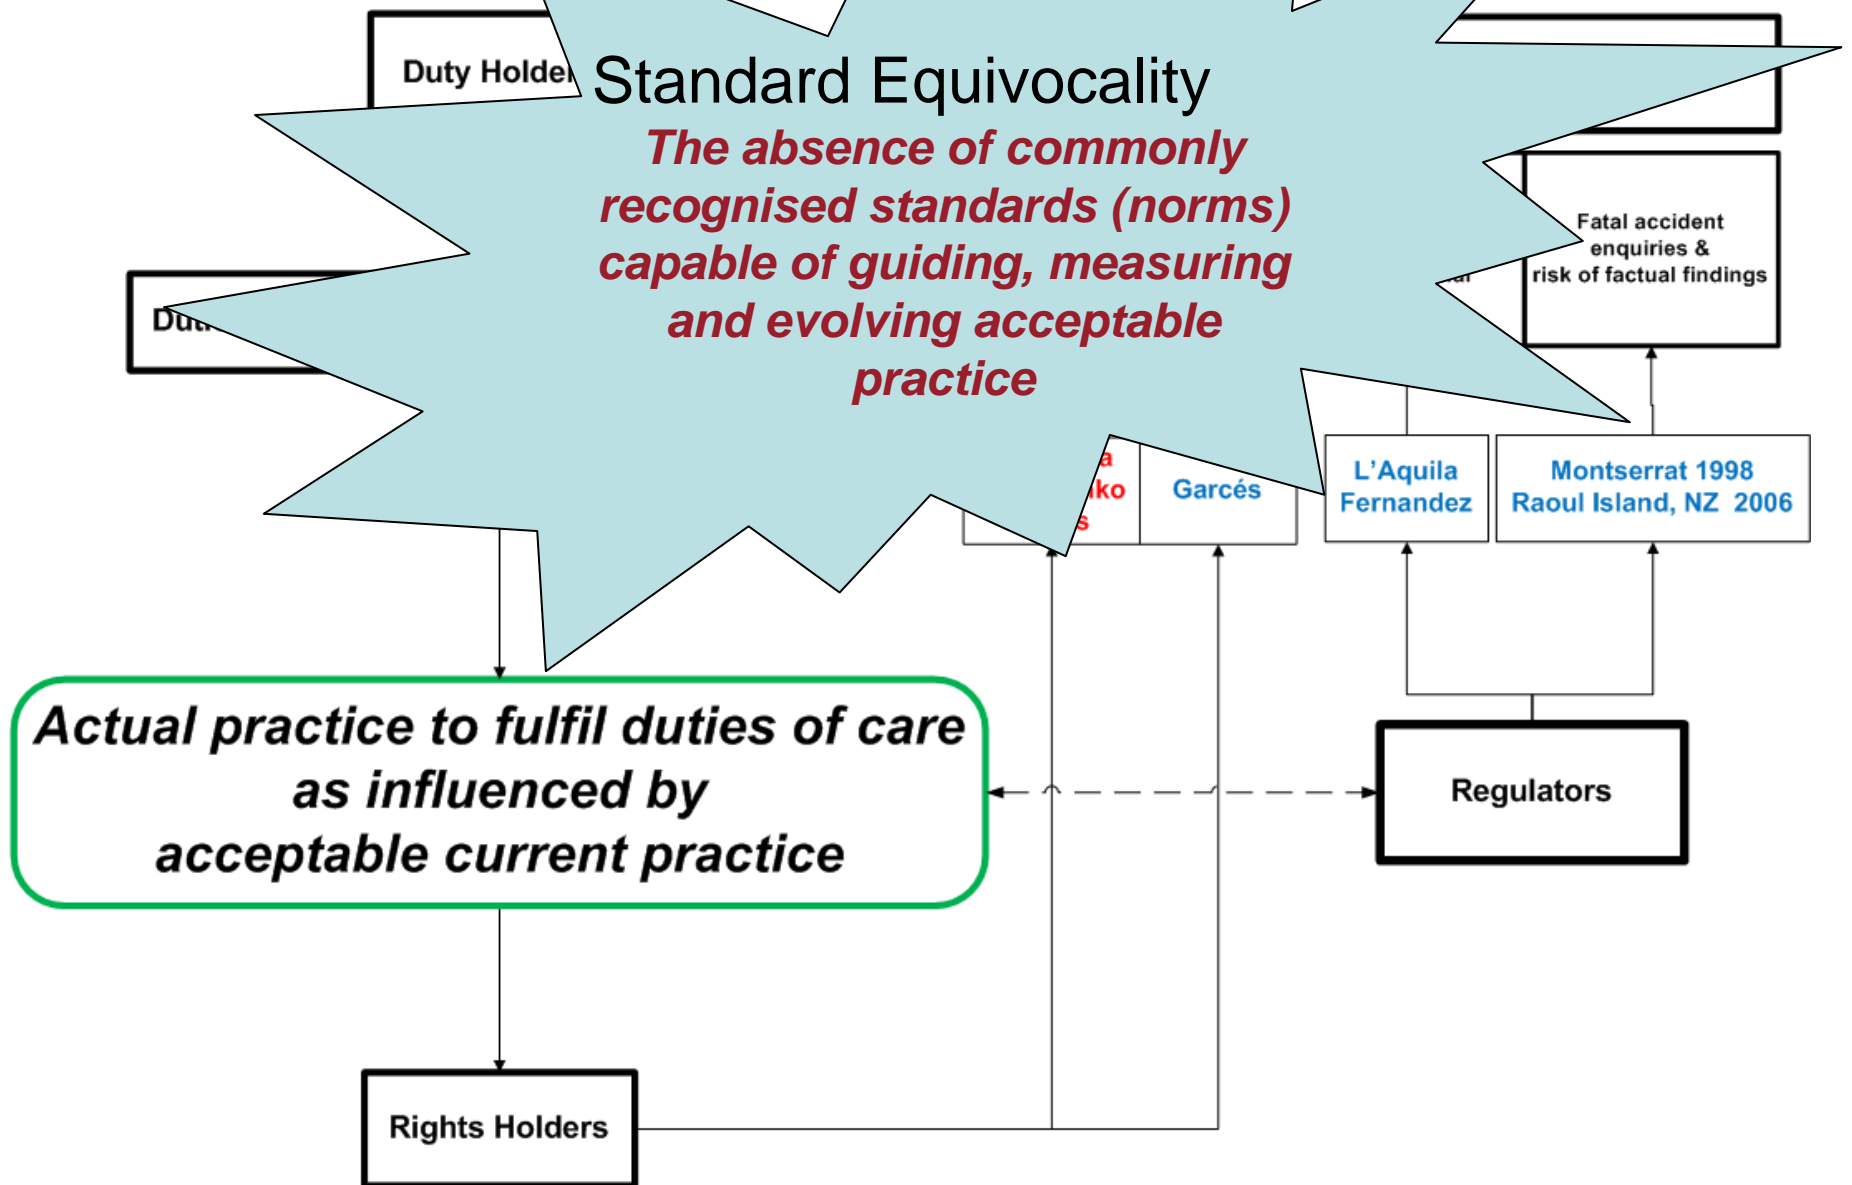 Duty Holder
Standard Equivocality
The absence of commonly
recognised standards (norms)
capable of guiding, measuring
and evolving acceptable
practice
Fatal accident
enquiries &
risk of factual findings
Garcés
L'Aquila
Fernandez
Montserrat 1998
Raoul Island, NZ 2006
Actual practice to fulfil duties of care
as influenced by
acceptable current practice
Regulators
Rights Holders